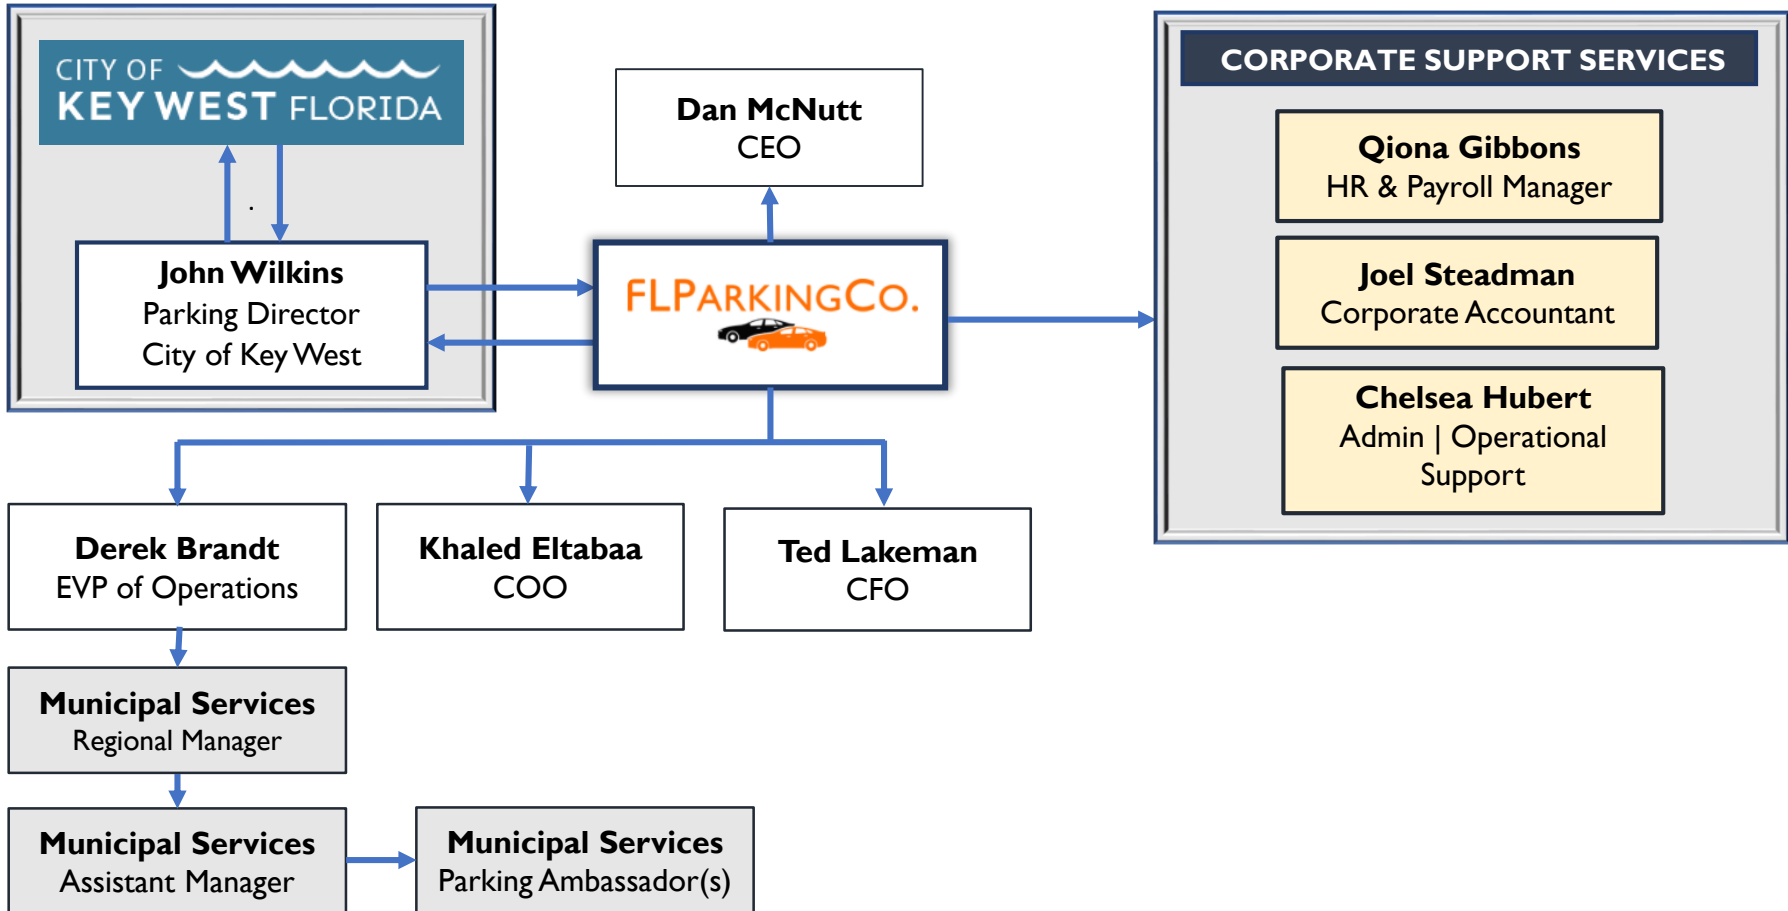 CITY OF
KEY WEST FLORIDA
.
John Wilkins
Parking Director
City of Key West
Dan McNutt
CEO
FLPARKINGCO.
CORPORATE SUPPORT SERVICES
Qiona Gibbons
HR & Payroll Manager
Joel Steadman
Corporate Accountant
Chelsea Hubert
Admin | Operational
Support
Derek Brandt
EVP of Operations
Khaled Eltabaa
COO
Ted Lakeman
CFO
Municipal Services
Regional Manager
Municipal Services
Assistant Manager
Municipal Services
Parking Ambassador(s)